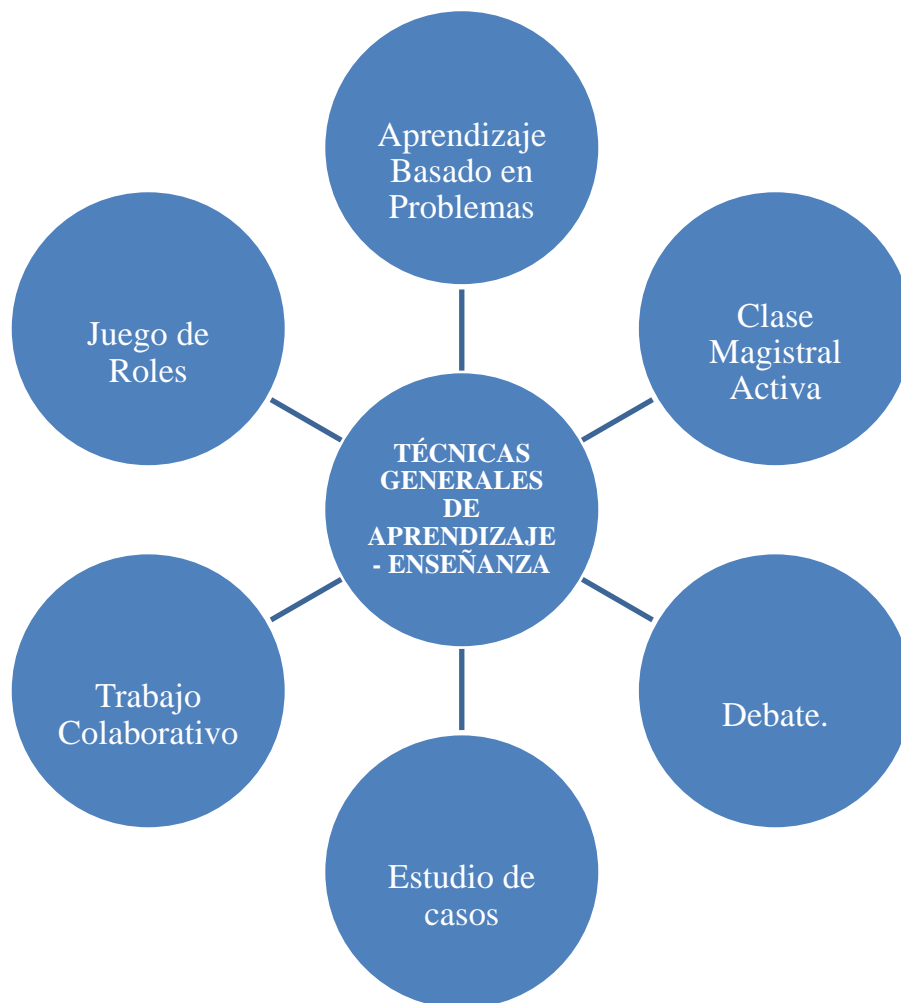 Aprendizaje
Basado en
Problemas
Juego de
Roles
Clase
Magistral
Activa
TÉCNICAS
GENERALES
DE
APRENDIZAJE
- ENSEÑANZA
Trabajo
Colaborativo
Debate.
Estudio de
casos